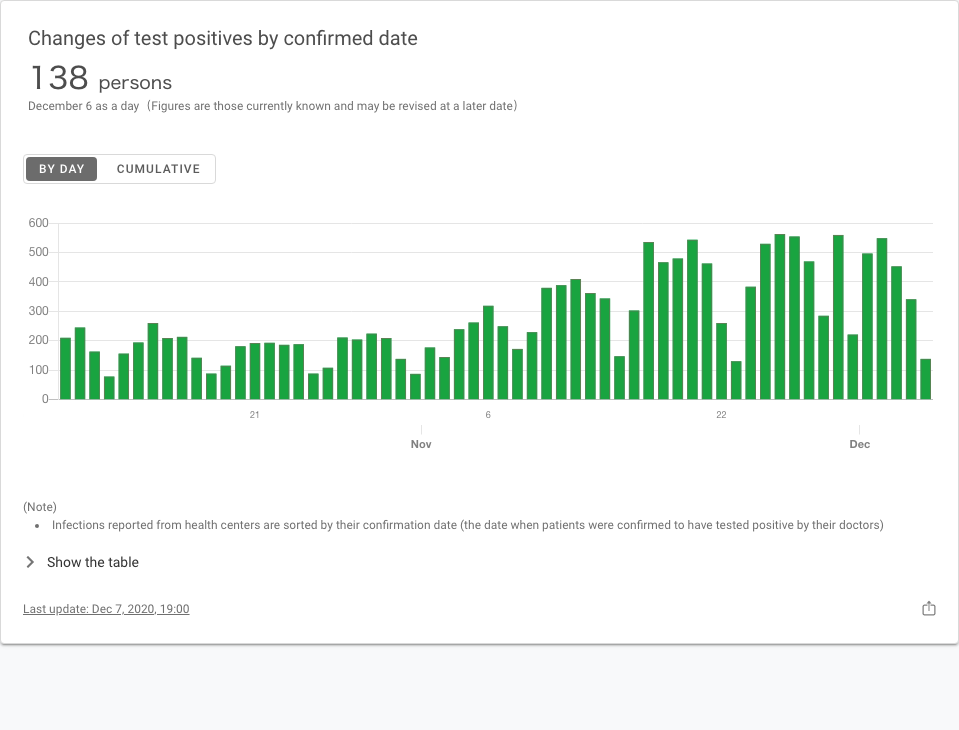 Changes of test positives by confirmed date
138 persons
December 6 as a day（Figures are those currently known and may be revised at a later date）
BY DAY CUMULATIVE
600
500
400
300
200
100
0
21 6 22
Nov Dec
(Note)
• Infections reported from health centers are sorted by their confirmation date (the date when patients were confirmed to have tested positive by their doctors)
Show the table
Last update: Dec 7, 2020, 19:00